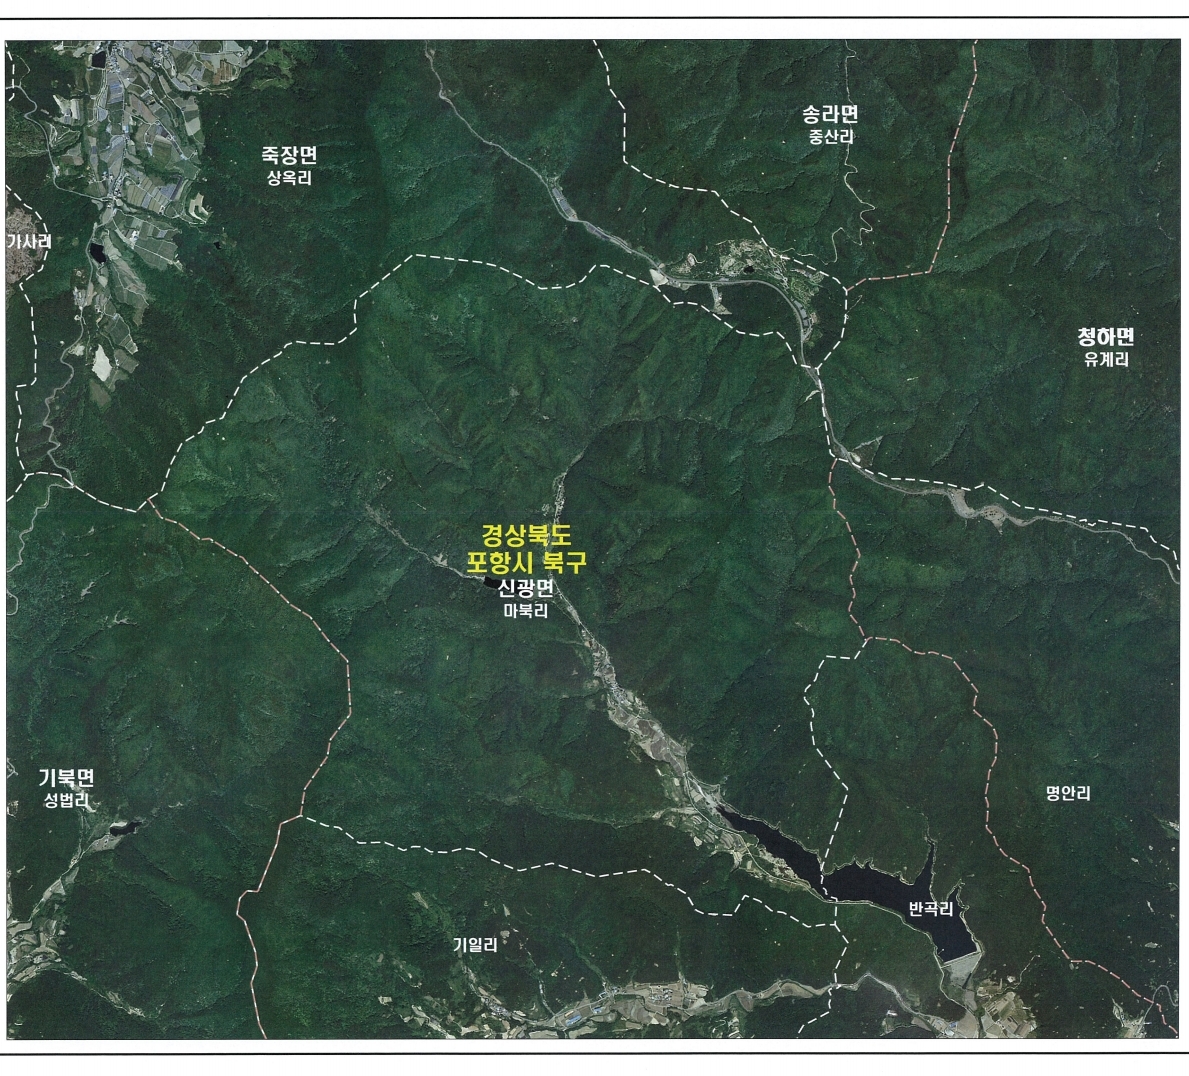 송라면
중산리
죽장면
상옥리
가사리
청하면
유계리
경상북도
포항시 북구
신광면
마북리
기북면
성법리
명안리
반곡리
기일리